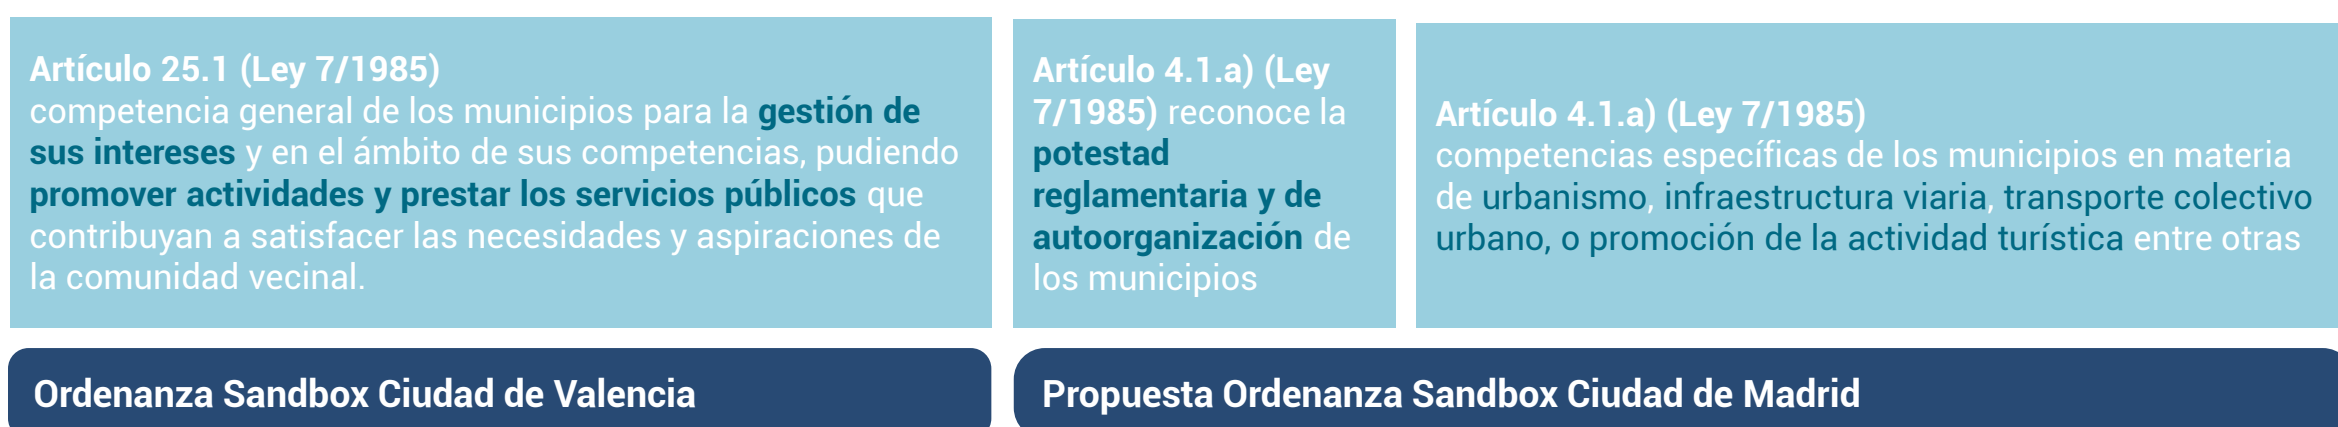 Artículo 25.1 (Ley 7/1985)
competencia general de los municipios para la gestión de
sus intereses y en el ámbito de sus competencias, pudiendo
promover actividades y prestar los servicios públicos que
contribuyan a satisfacer las necesidades y aspiraciones de
la comunidad vecinal.
Artículo 4.1.a) (Ley
7/1985) reconoce la
potestad
reglamentaria y de
autoorganización de
los municipios
Artículo 4.1.a) (Ley 7/1985)
competencias específicas de los municipios en materia
de urbanismo, infraestructura viaria, transporte colectivo
urbano, o promoción de la actividad turística entre otras
Ordenanza Sandbox Ciudad de Valencia
Propuesta Ordenanza Sandbox Ciudad de Madrid